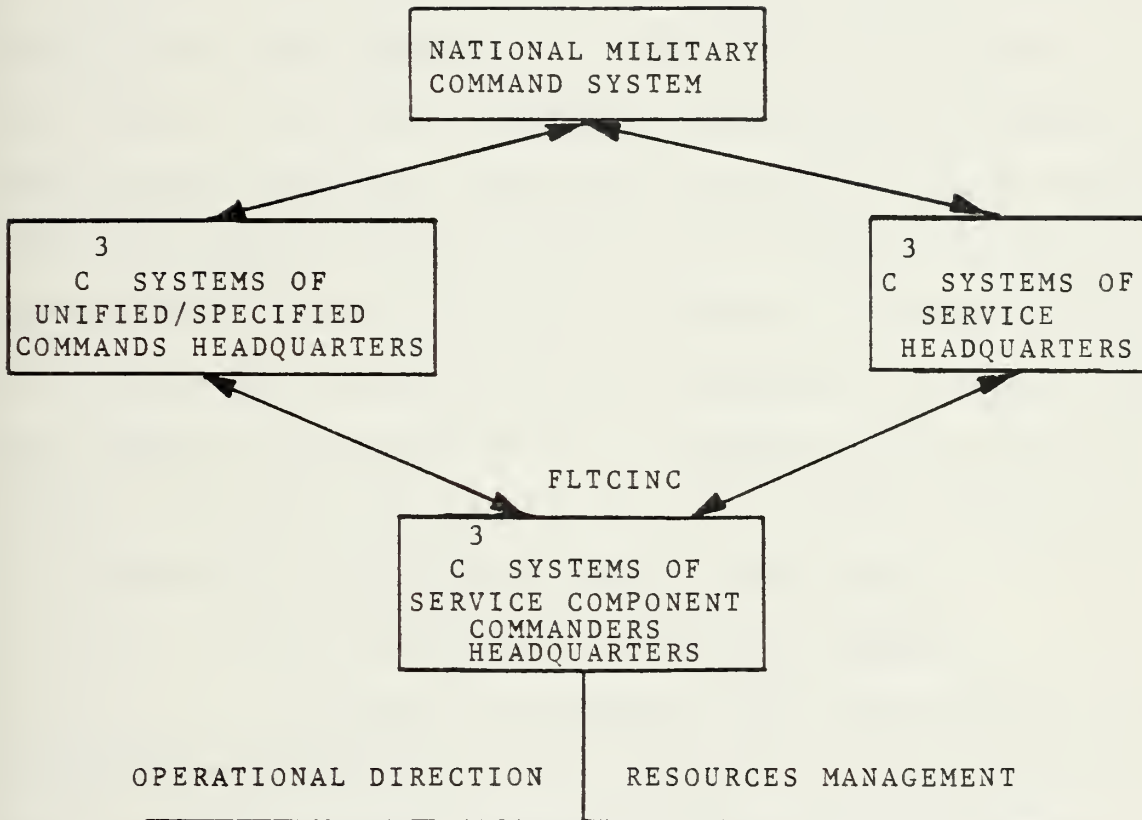 NATIONAL MILITARY
COMMAND SYSTEM
3
C SYSTEMS OF
UNIFIED/SPECIFIED
COMMANDS HEADQUARTERS
3
C SYSTEMS OF
SERVICE
HEADQUARTERS
FLTCINC
3
C SYSTEMS OF
SERVICE COMPONENT
COMMANDERS
HEADQUARTERS
OPERATIONAL DIRECTION
RESOURCES MANAGEMENT